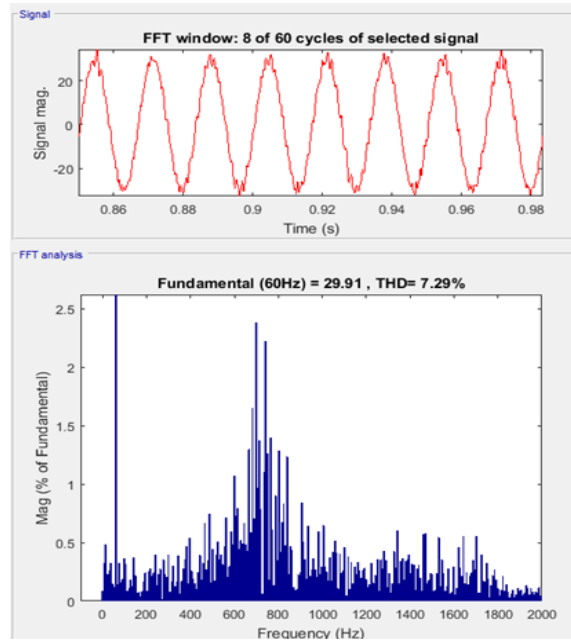 Signal
FFT window: 8 of 60 cycles of selected signal
20
0
-20
Signal mag.
0.86 0.88 0.9 0.92 0.94 0.96 0.98
Time (s)
FFT analysis
Fundamental (60Hz) = 29.91 , THD= 7.29%
2.5
2
1.5
1
0.5
0
Mag (% of Fundamental)
0 200 400 600 800 1000 1200 1400 1600 1800 2000
Frequency (Hz)